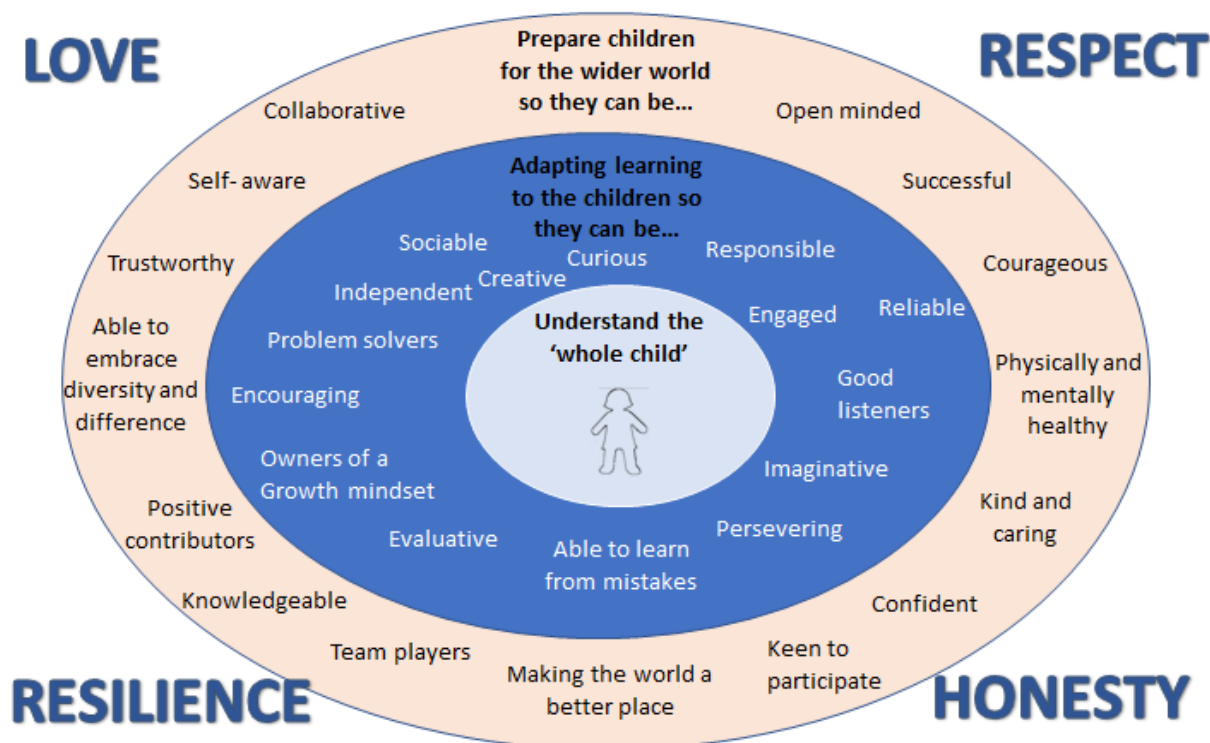 LOVE
RESPECT
Prepare children
for the wider world
so they can be...
Collaborative
Open minded
Self- aware
Successful
Trustworthy
Courageous
Able to
embrace
diversity and
difference
Physically and
mentally
healthy
Positive
contributors
Kind and
caring
Knowledgeable
Confident
Team players
Keen to
participate
Making the world a
better place
Adapting learning
to the children so
they can be...
Sociable
Curious
Responsible
Creative
Independent
Engaged
Reliable
Problem solvers
Encouraging
Good
listeners
Owners of a
Growth mindset
Imaginative
Evaluative
Persevering
Able to learn
from mistakes
Understand the
‘whole child’
RESILIENCE
HONESTY